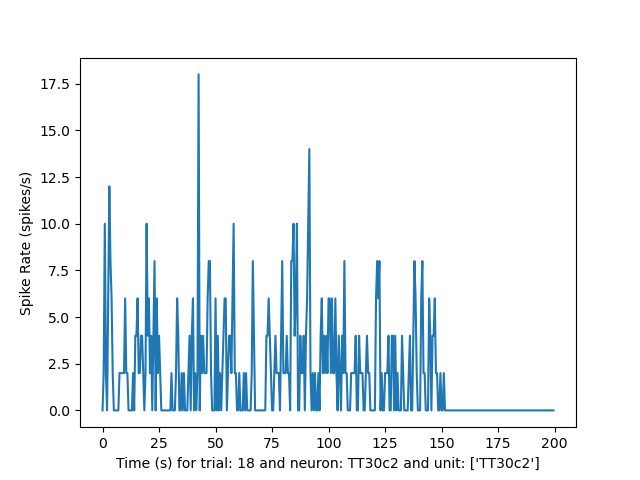 17.5
15.0
12.5
10.0
7.5
5.0
2.5
0.0
Spike Rate (spikes/s)
0 25 50 75 100 125 150 175 200
Time (s) for trial: 18 and neuron: TT30c2 and unit: ['TT30c2']